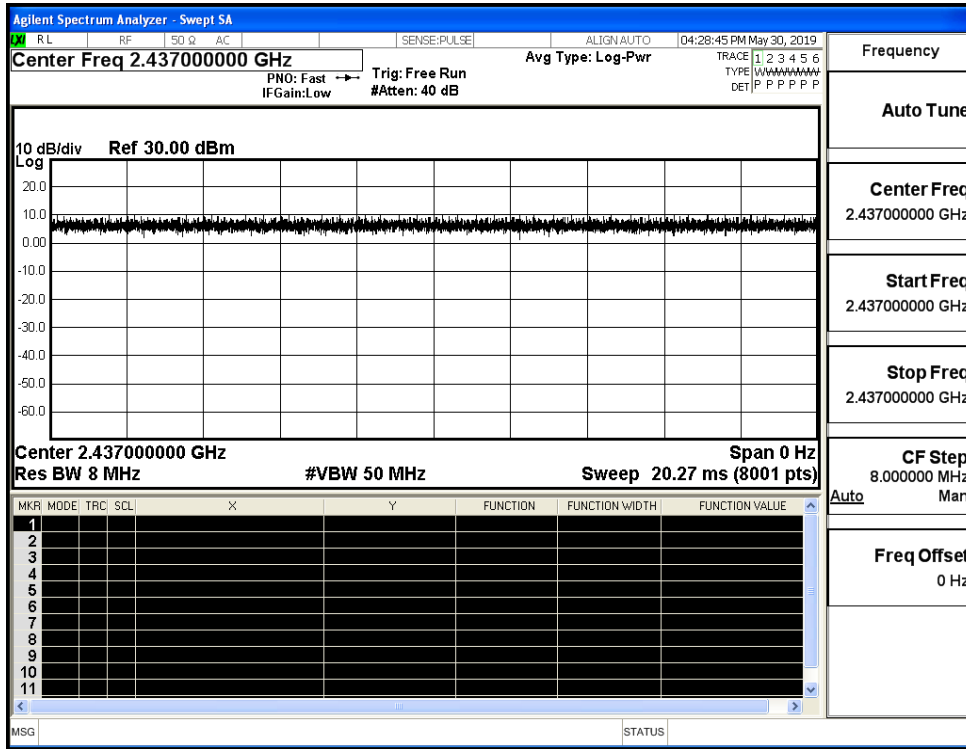 Agilent Spectrum Analyzer - Swept SA
LXI RL RF 50 Ω AC SENSE:PULSE ALIGNAUTO 04:28:45 PM May 30, 2019
Center Freq 2.437000000 GHz
PNO: Fast
IFGain:Low
Trig: Free Run
#Atten: 40 dB
Avg Type: Log-Pwr
TRACE 1 2 3 4 5 6
TYPE WWWWWW
DET P P P P P P
10 dB/div Ref 30.00 dBm
Log
20.0
10.0
0.00
-10.0
-20.0
-30.0
-40.0
-50.0
-60.0
Center 2.437000000 GHz Span 0 Hz
Res BW 8 MHz #VBW 50 MHz Sweep 20.27 ms (8001 pts)
MKR MODE TRC SCL X Y FUNCTION FUNCTION WIDTH FUNCTION VALUE
1
2
3
4
5
6
7
8
9
10
11
MSG STATUS
Frequency
Auto Tune
Center Freq
2.437000000 GHz
Start Freq
2.437000000 GHz
Stop Freq
2.437000000 GHz
CF Step
8.000000 MHz
Auto Man
Freq Offset
0 Hz